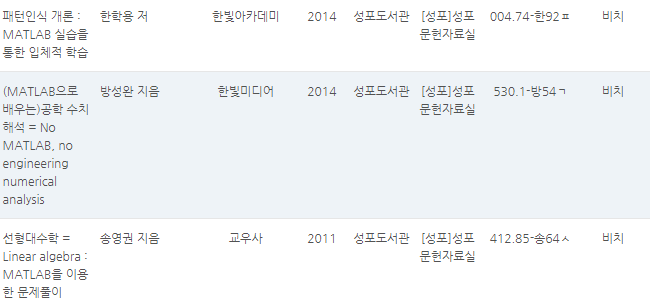 패턴인식 개론 : 한학용 저 한빛아카데미 2014 성포도서관 [성포]성포 004.74-한92ㅍ 비치
MATLAB 실습을 문헌자료실
통한 입체적 학습
(MATLAB으로 방성완 지음 한빛미디어 2014 성포도서관 [성포]성포 530.1-방54ㄱ 비치
배우는)공학 수치 문헌자료실
해석 = No
MATLAB, no
engineering
numerical
analysis
선형대수학 = 송영권 지음 교우사 2011 성포도서관 [성포]성포 412.85-송64ㅅ 비치
Linear algebra : 문헌자료실
MATLAB을 이용
한 문제풀이